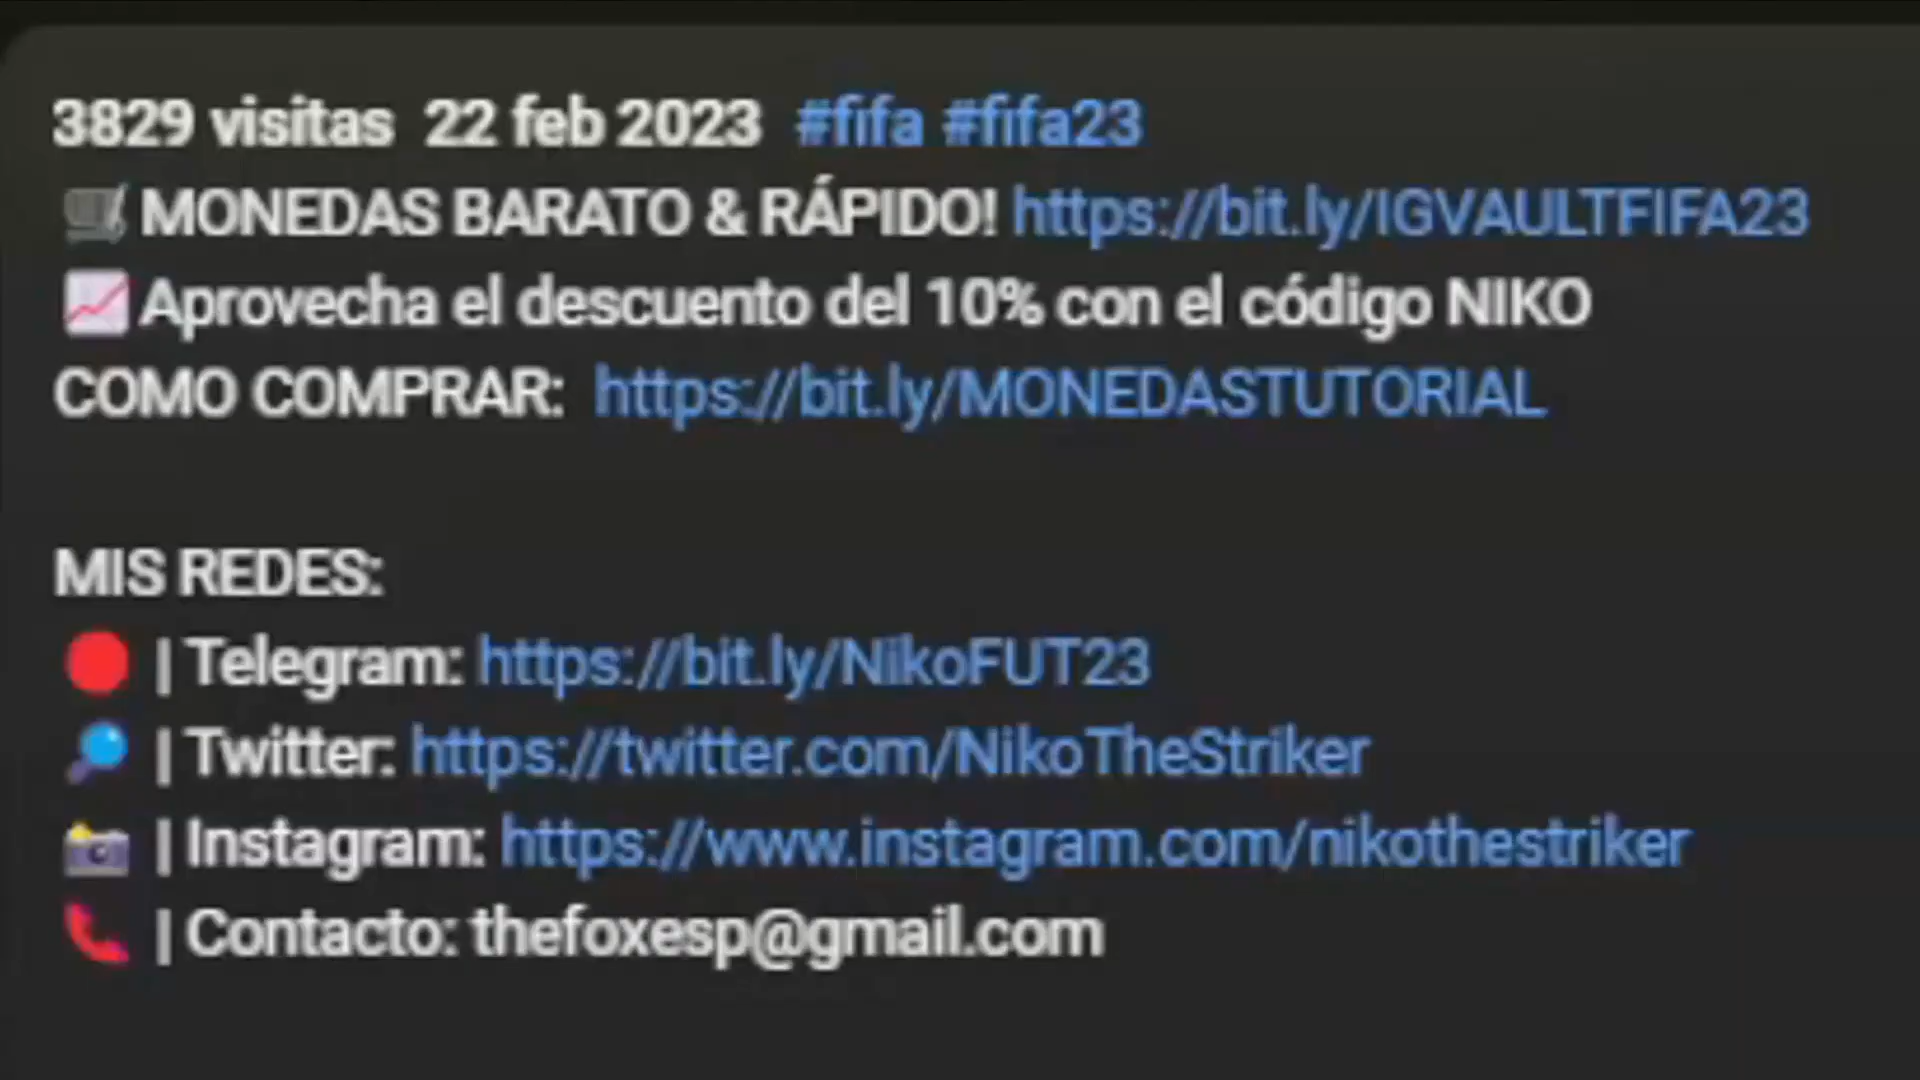 3829 visitas 22 feb 2023 #fifa #fifa23
🛒 MONEDAS BARATO & RÁPIDO! https://bit.ly/IGVAULTFIFA23
📈 Aprovecha el descuento del 10% con el código NIKO
COMO COMPRAR: https://bit.ly/MONEDASTUTORIAL
MIS REDES:
🔴 | Telegram: https://bit.ly/NikoFUT23
🔎 | Twitter: https://twitter.com/NikoTheStriker
📸 | Instagram: https://www.instagram.com/nikothestriker
📞 | Contacto: thefoxesp@gmail.com